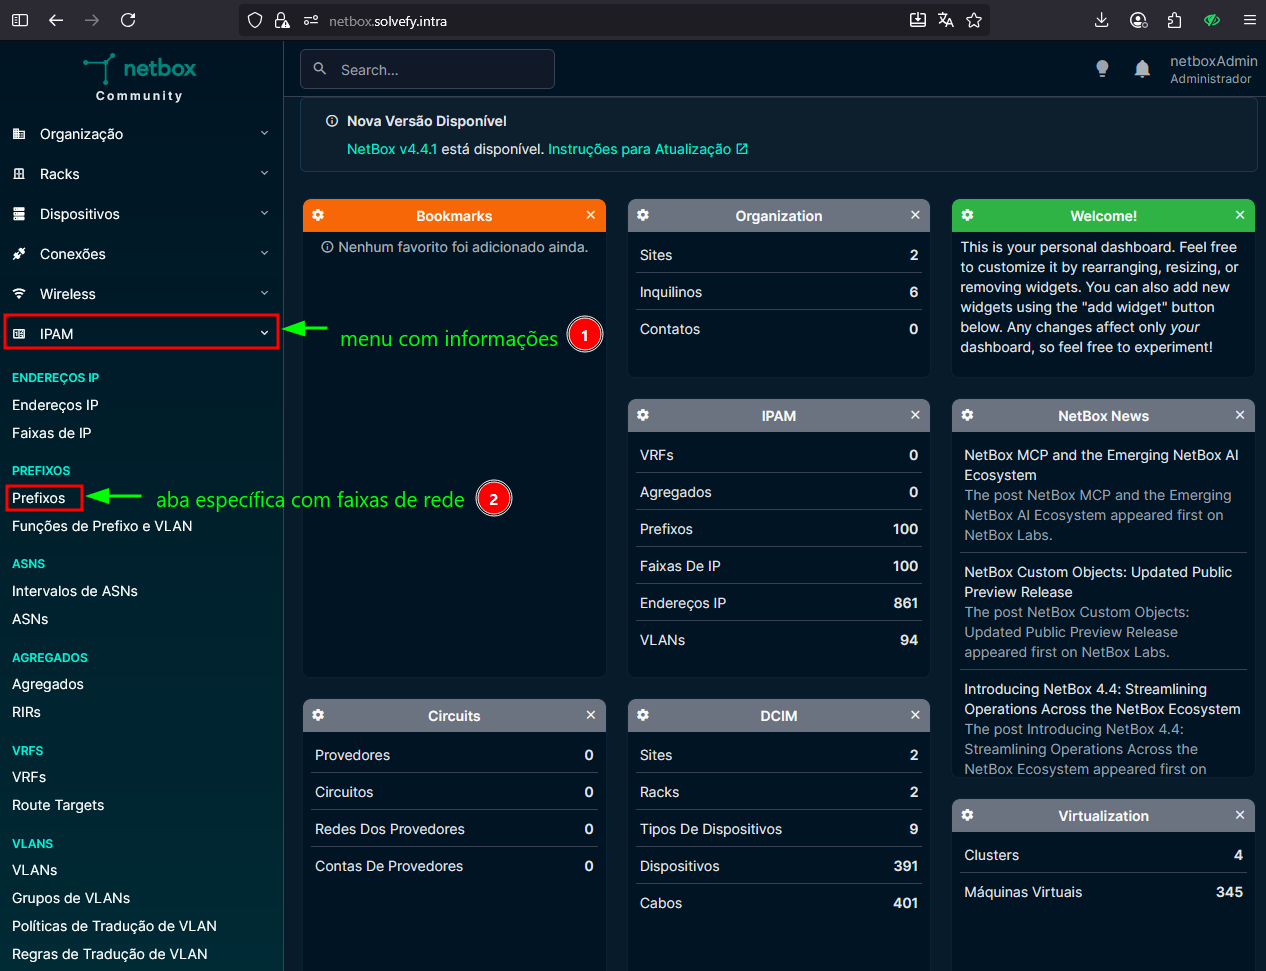 netbox.solvefy.intra
netbox
Community
Organização
Racks
Dispositivos
Conexões
Wireless
IPAM
ENDEREÇOS IP
Endereços IP
Faixas de IP
PREFIXOS
Prefixos
Funções de Prefixo e VLAN
ASNS
Intervalos de ASNs
ASNs
AGREGADOS
Agregados
RIRs
VRFS
VRFs
Route Targets
VLANS
VLANs
Grupos de VLANs
Políticas de Tradução de VLAN
Regras de Tradução de VLAN
menu com informações 1
aba específica com faixas de rede 2
Search...
netboxAdmin
Administrador
Nova Versão Disponível
NetBox v4.4.1 está disponível. Instruções para Atualização
Bookmarks
Nenhum favorito foi adicionado ainda.
Organization
Sites 2
Inquilinos 6
Contatos 0
Welcome!
This is your personal dashboard. Feel free
to customize it by rearranging, resizing, or
removing widgets. You can also add new
widgets using the "add widget" button
below. Any changes affect only your
dashboard, so feel free to experiment!
IPAM
VRFs 0
Agregados 0
Prefixos 100
Faixas De IP 100
Endereços IP 861
VLANs 94
NetBox News
NetBox MCP and the Emerging NetBox AI
Ecosystem
The post NetBox MCP and the Emerging
NetBox AI Ecosystem appeared first on
NetBox Labs.
NetBox Custom Objects: Updated Public
Preview Release
The post NetBox Custom Objects:
Updated Public Preview Release
appeared first on NetBox Labs.
Introducing NetBox 4.4: Streamlining
Operations Across the NetBox Ecosystem
The post Introducing NetBox 4.4:
Streamlining Operations Across the
NetBox Ecosystem appeared first on
Circuits
Provedores 0
Circuitos 0
Redes Dos Provedores 0
Contas De Provedores 0
DCIM
Sites 2
Racks 2
Tipos De Dispositivos 9
Dispositivos 391
Cabos 401
Virtualization
Clusters 4
Máquinas Virtuais 345